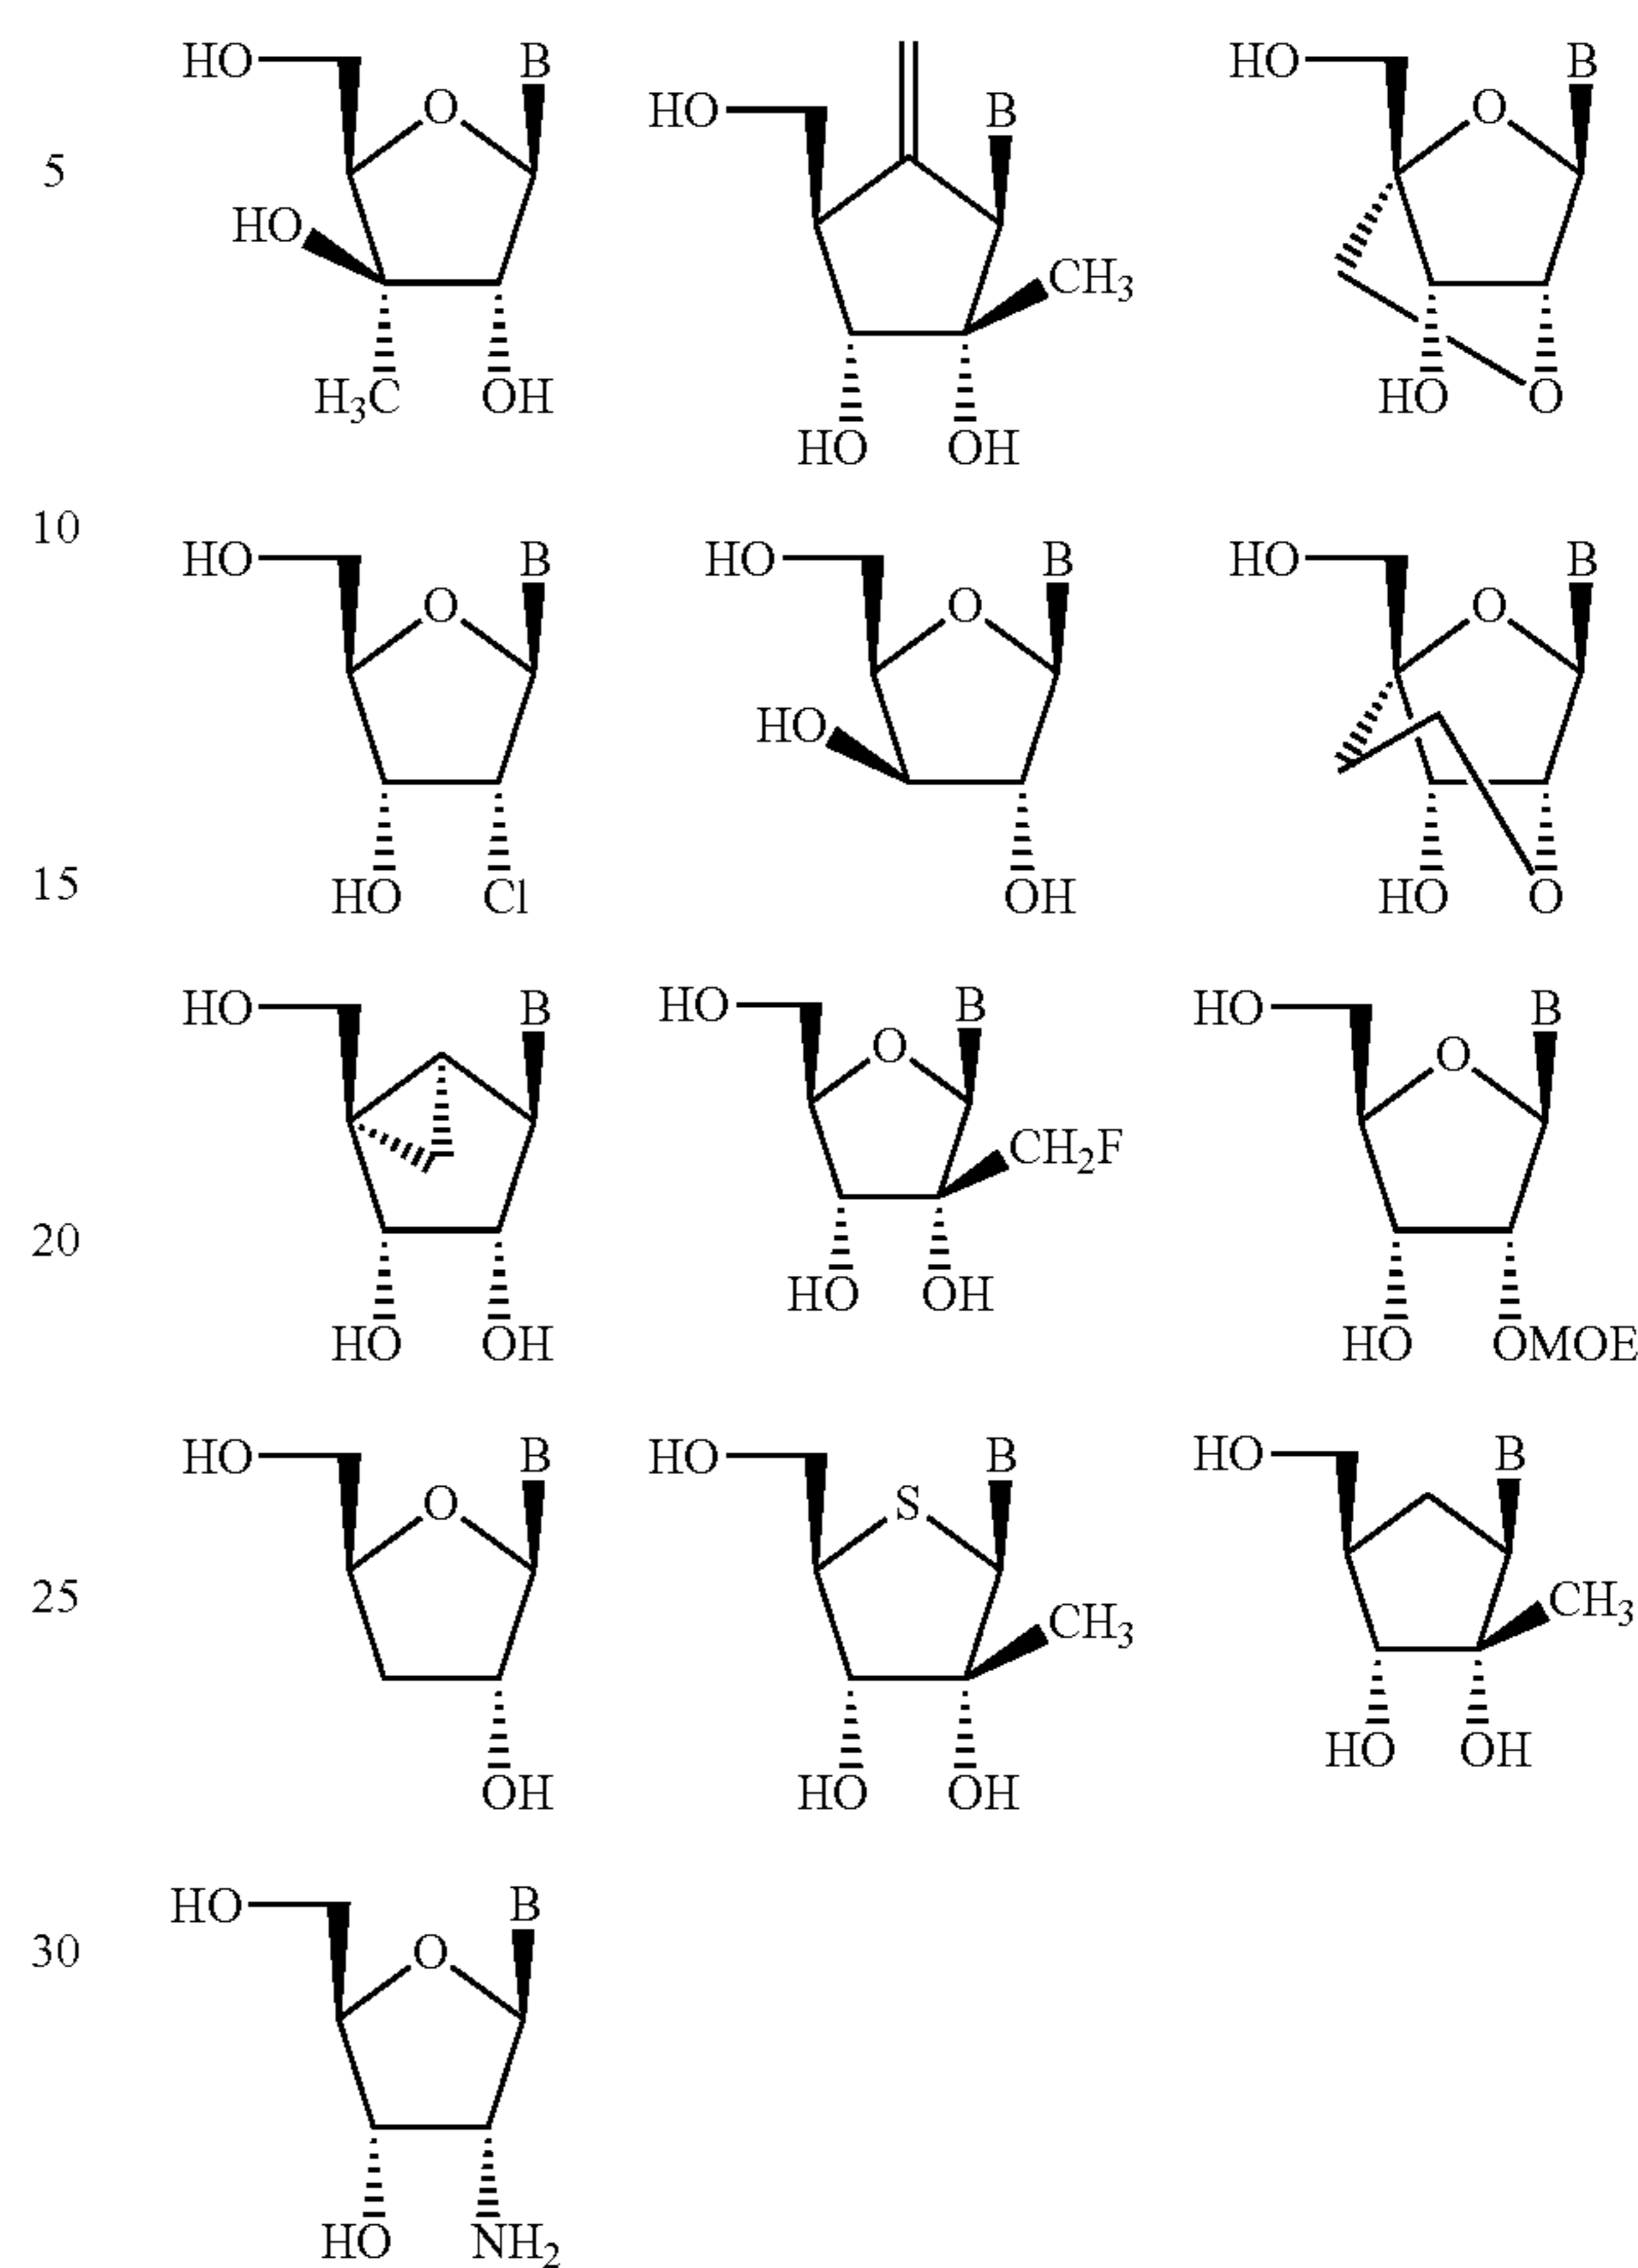 HO B HO B HO B
O O
5
HO CH₃
H₃C OH HO OH HO O
10
HO B HO B HO B
O O O
HO
15
HO Cl OH HO O
HO B HO B HO B
O O
CH₂F
20
HO OH HO OH HO OMOE
HO B HO B HO B
O S
25
CH₃ CH₃
OH HO OH HO OH
HO B
30
O
HO NH₂